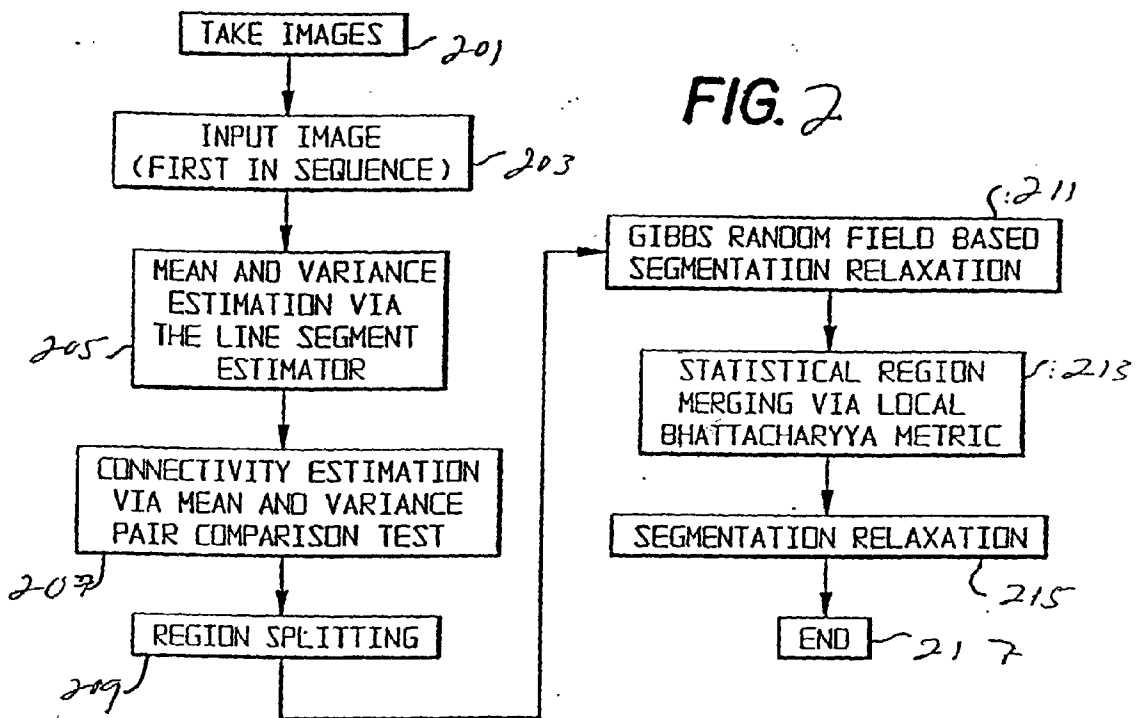 TAKE IMAGES
201
FIG. 2
INPUT IMAGE
(FIRST IN SEQUENCE)
203
MEAN AND VARIANCE
ESTIMATION VIA
THE LINE SEGMENT
ESTIMATOR
205
CONNECTIVITY ESTIMATION
VIA MEAN AND VARIANCE
PAIR COMPARISON TEST
207
REGION SPLITTING
209
211
GIBBS RANDOM FIELD BASED
SEGMENTATION RELAXATION
STATISTICAL REGION
MERGING VIA LOCAL
BHATTACHARYYA METRIC
213
SEGMENTATION RELAXATION
215
END
217